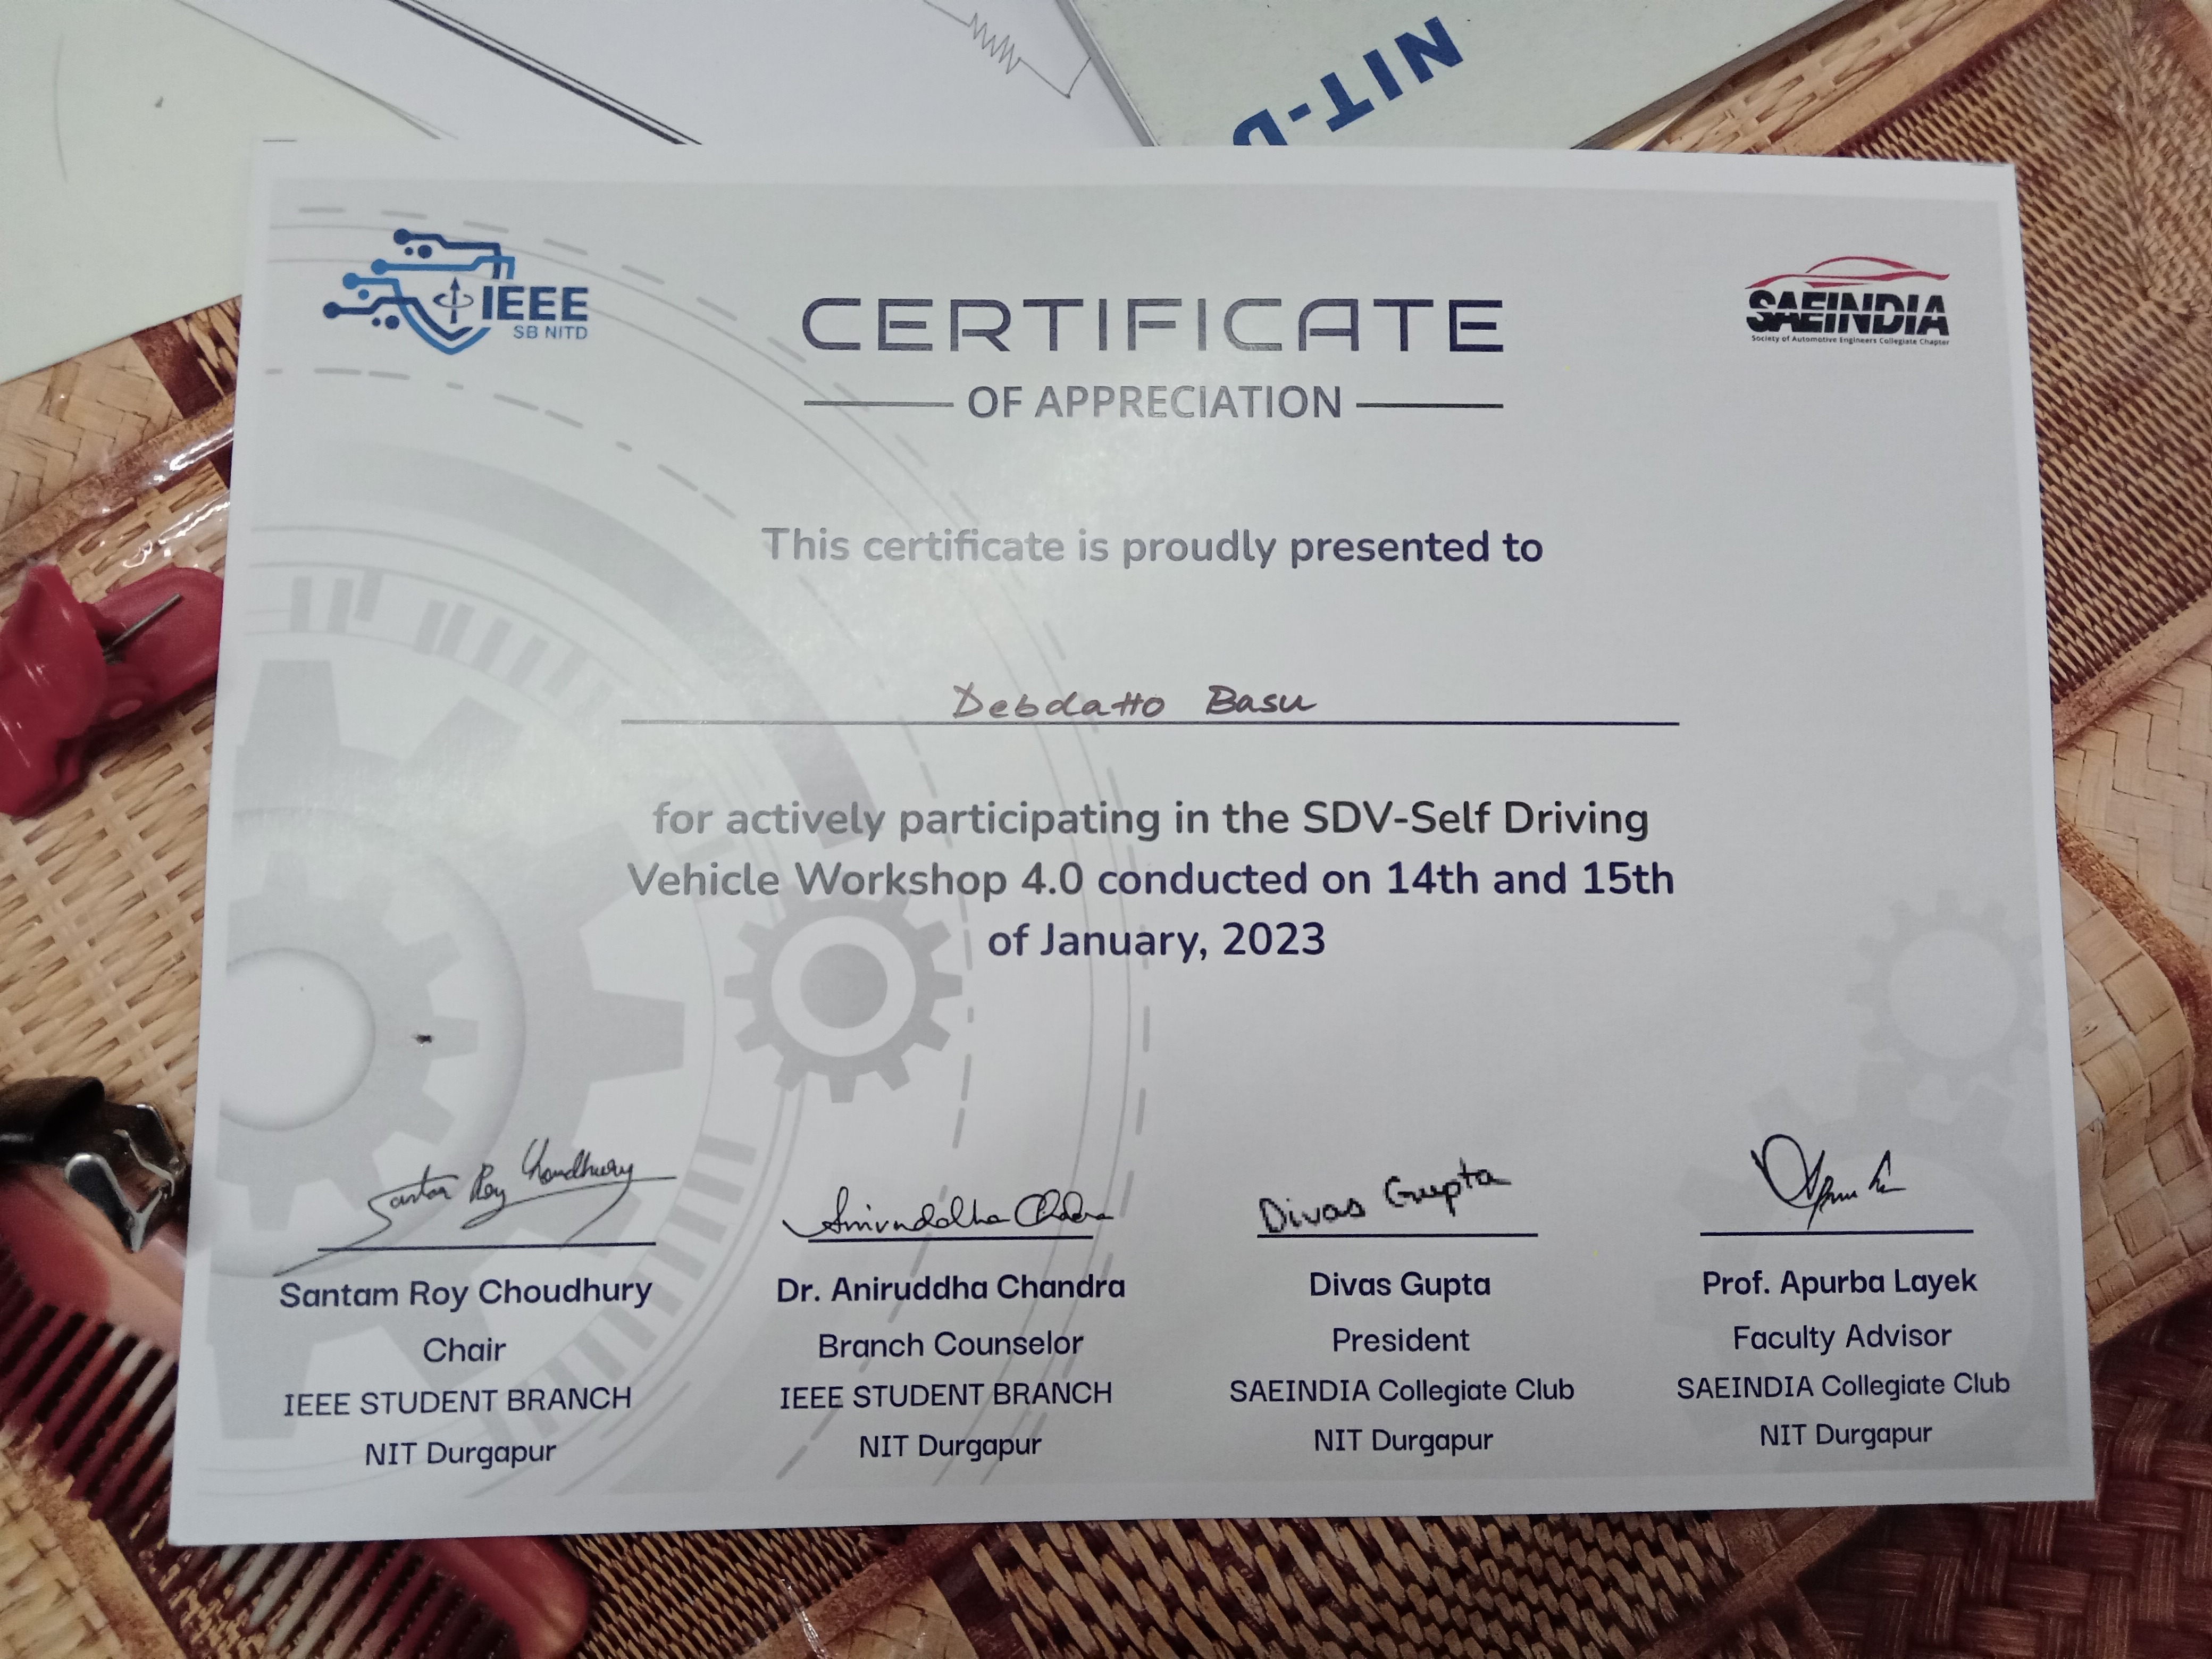 NIT-D
IEEE
SB NITD
SAEINDIA
Society of Automotive Engineers Collegiate Chapter
CERTIFICATE
OF APPRECIATION
This certificate is proudly presented to
Debdatto Basu
for actively participating in the SDV-Self Driving
Vehicle Workshop 4.0 conducted on 14th and 15th
of January, 2023
Santam Roy Choudhury
Aniruddha Chandra
Divas Gupta
Santam Roy Choudhury
Chair
IEEE STUDENT BRANCH
NIT Durgapur
Dr. Aniruddha Chandra
Branch Counselor
IEEE STUDENT BRANCH
NIT Durgapur
Divas Gupta
President
SAEINDIA Collegiate Club
NIT Durgapur
Prof. Apurba Layek
Faculty Advisor
SAEINDIA Collegiate Club
NIT Durgapur